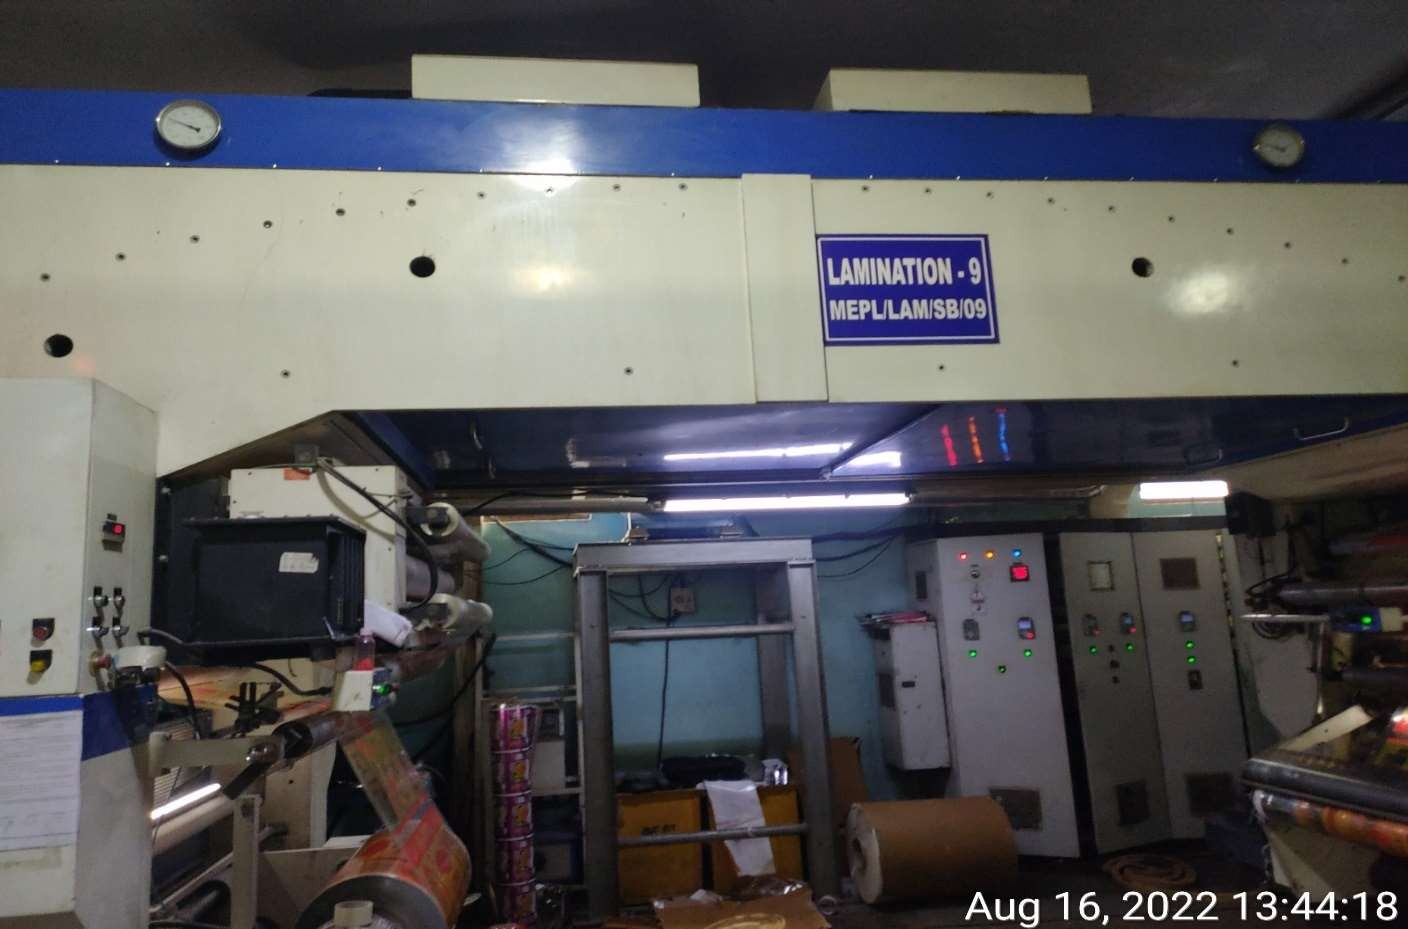 LAMINATION - 9
MEPL/LAM/SB/09
Aug 16, 2022 13:44:18